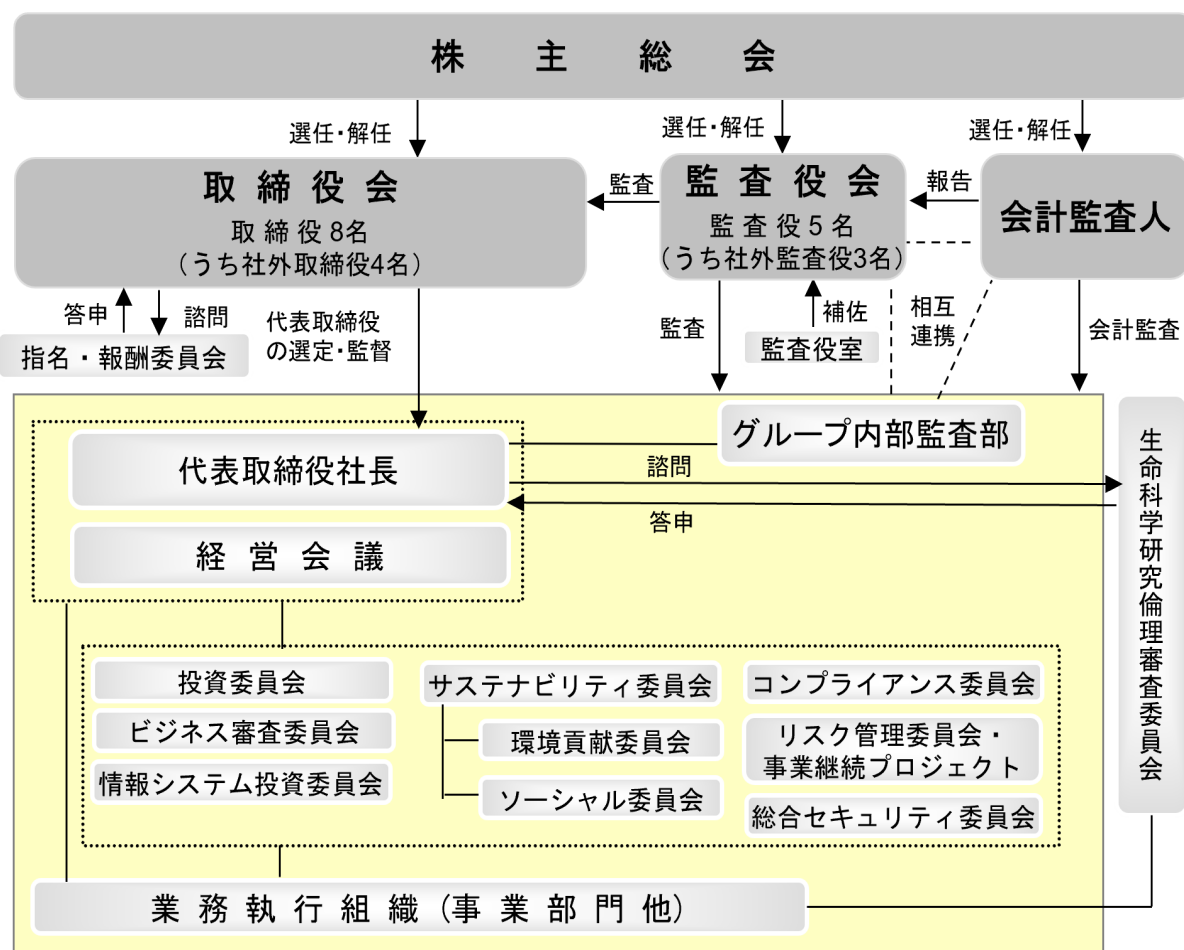 株主総会
選任・解任
選任・解任
選任・解任
取締役会
取締役8名
（うち社外取締役4名）
監査
監査役会
監査役5名
（うち社外監査役3名）
報告
会計監査人
答申
諮問
指名・報酬委員会
代表取締役
の選定・監督
監査
補佐
監査役室
相互
連携
会計監査
グループ内部監査部
代表取締役社長
諮問
答申
経営会議
生命科学研究倫理審査委員会
投資委員会
ビジネス審査委員会
情報システム投資委員会
サステナビリティ委員会
環境貢献委員会
ソーシャル委員会
コンプライアンス委員会
リスク管理委員会・
事業継続プロジェクト
総合セキュリティ委員会
業務執行組織（事業部門他）